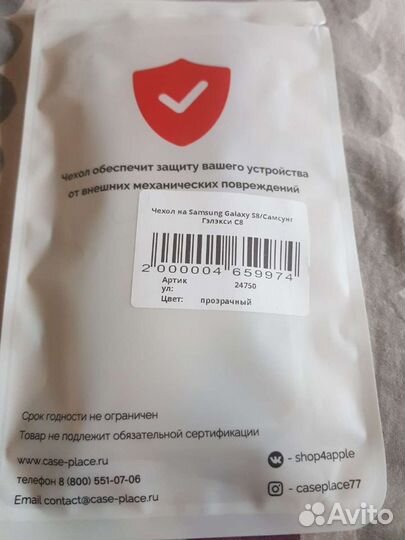 Чехол обеспечит защиту вашего устройства
от внешних механических повреждений
Чехол на Samsung Galaxy S8/Самсунг
Гэлэкси С8
2 000004 659974
Артик
ул: 24750
Цвет: прозрачный
Срок годности не ограничен
Товар не подлежит обязательной сертификации
www.case-place.ru
телефон 8 (800) 551-07-06
Email contact@case-place.ru
- shop4apple
- caseplace77
Avito